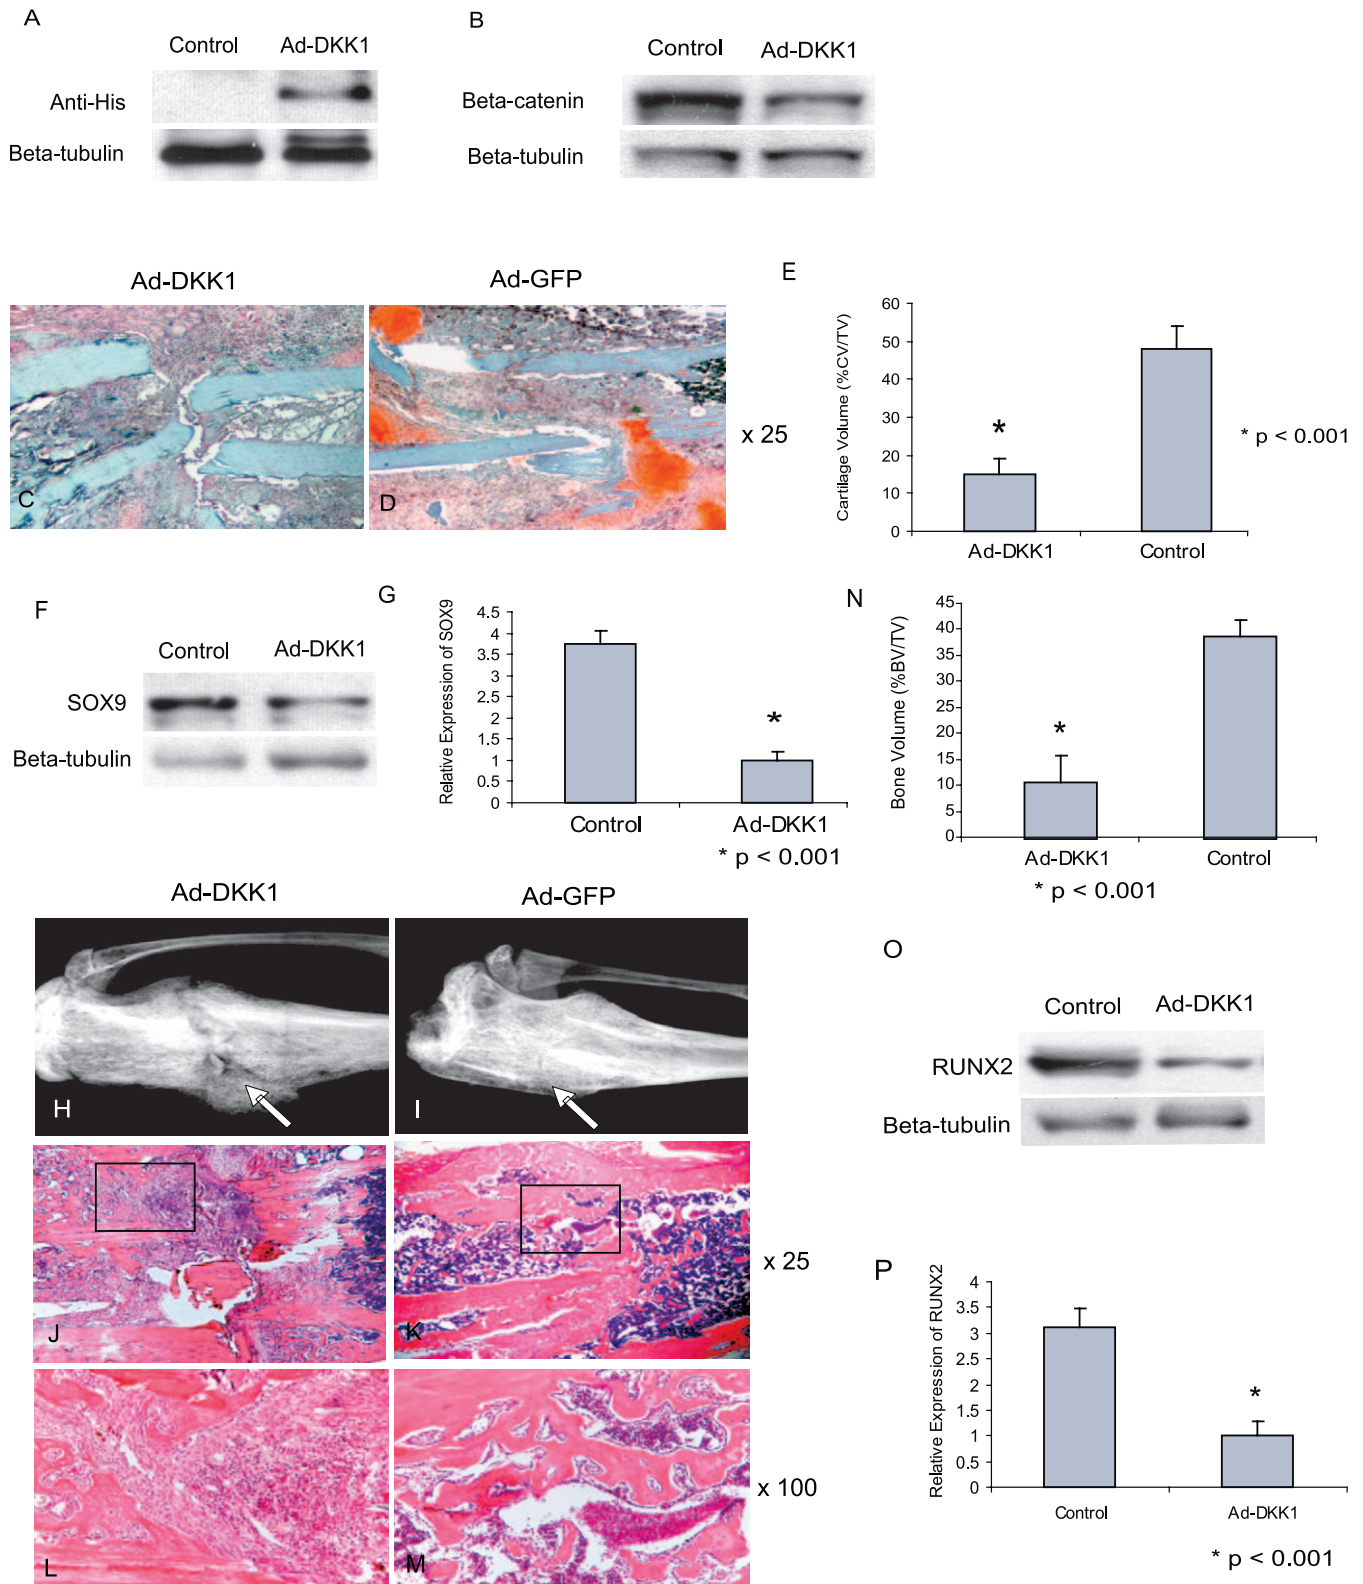 A
Control Ad-DKK1
Anti-His
Beta-tubulin
B
Control Ad-DKK1
Beta-catenin
Beta-tubulin
Ad-DKK1 Ad-GFP
C D
x 25
E
Cartilage Volume (%CV/TV)
60
50
40
30
20
10
0
*
Ad-DKK1 Control
* p < 0.001
F
Control Ad-DKK1
SOX9
Beta-tubulin
G
Relative Expression of SOX9
4.5
4
3.5
3
2.5
2
1.5
1
0.5
0
*
Control Ad-DKK1
* p < 0.001
N
Bone Volume (%BV/TV)
45
40
35
30
25
20
15
10
5
0
*
Ad-DKK1 Control
* p < 0.001
Ad-DKK1 Ad-GFP
H I
J K
x 25
L M
x 100
O
Control Ad-DKK1
RUNX2
Beta-tubulin
P
Relative Expression of RUNX2
4
3.5
3
2.5
2
1.5
1
0.5
0
*
Control Ad-DKK1
* p < 0.001